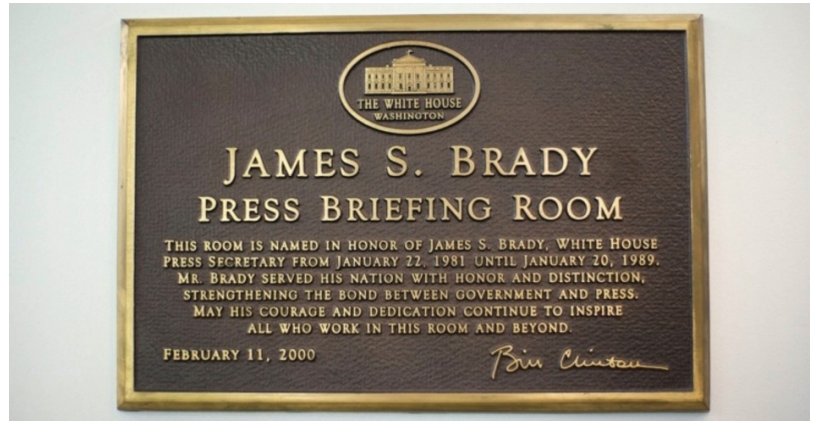 THE WHITE HOUSE
WASHINGTON
JAMES S. BRADY
PRESS BRIEFING ROOM
THIS ROOM IS NAMED IN HONOR OF JAMES S. BRADY, WHITE HOUSE
PRESS SECRETARY FROM JANUARY 22, 1981 UNTIL JANUARY 20, 1989.
MR. BRADY SERVED HIS NATION WITH HONOR AND DISTINCTION,
STRENGTHENING THE BOND BETWEEN GOVERNMENT AND PRESS.
MAY HIS COURAGE AND DEDICATION CONTINUE TO INSPIRE
ALL WHO WORK IN THIS ROOM AND BEYOND.
FEBRUARY 11, 2000 Bill Clinton